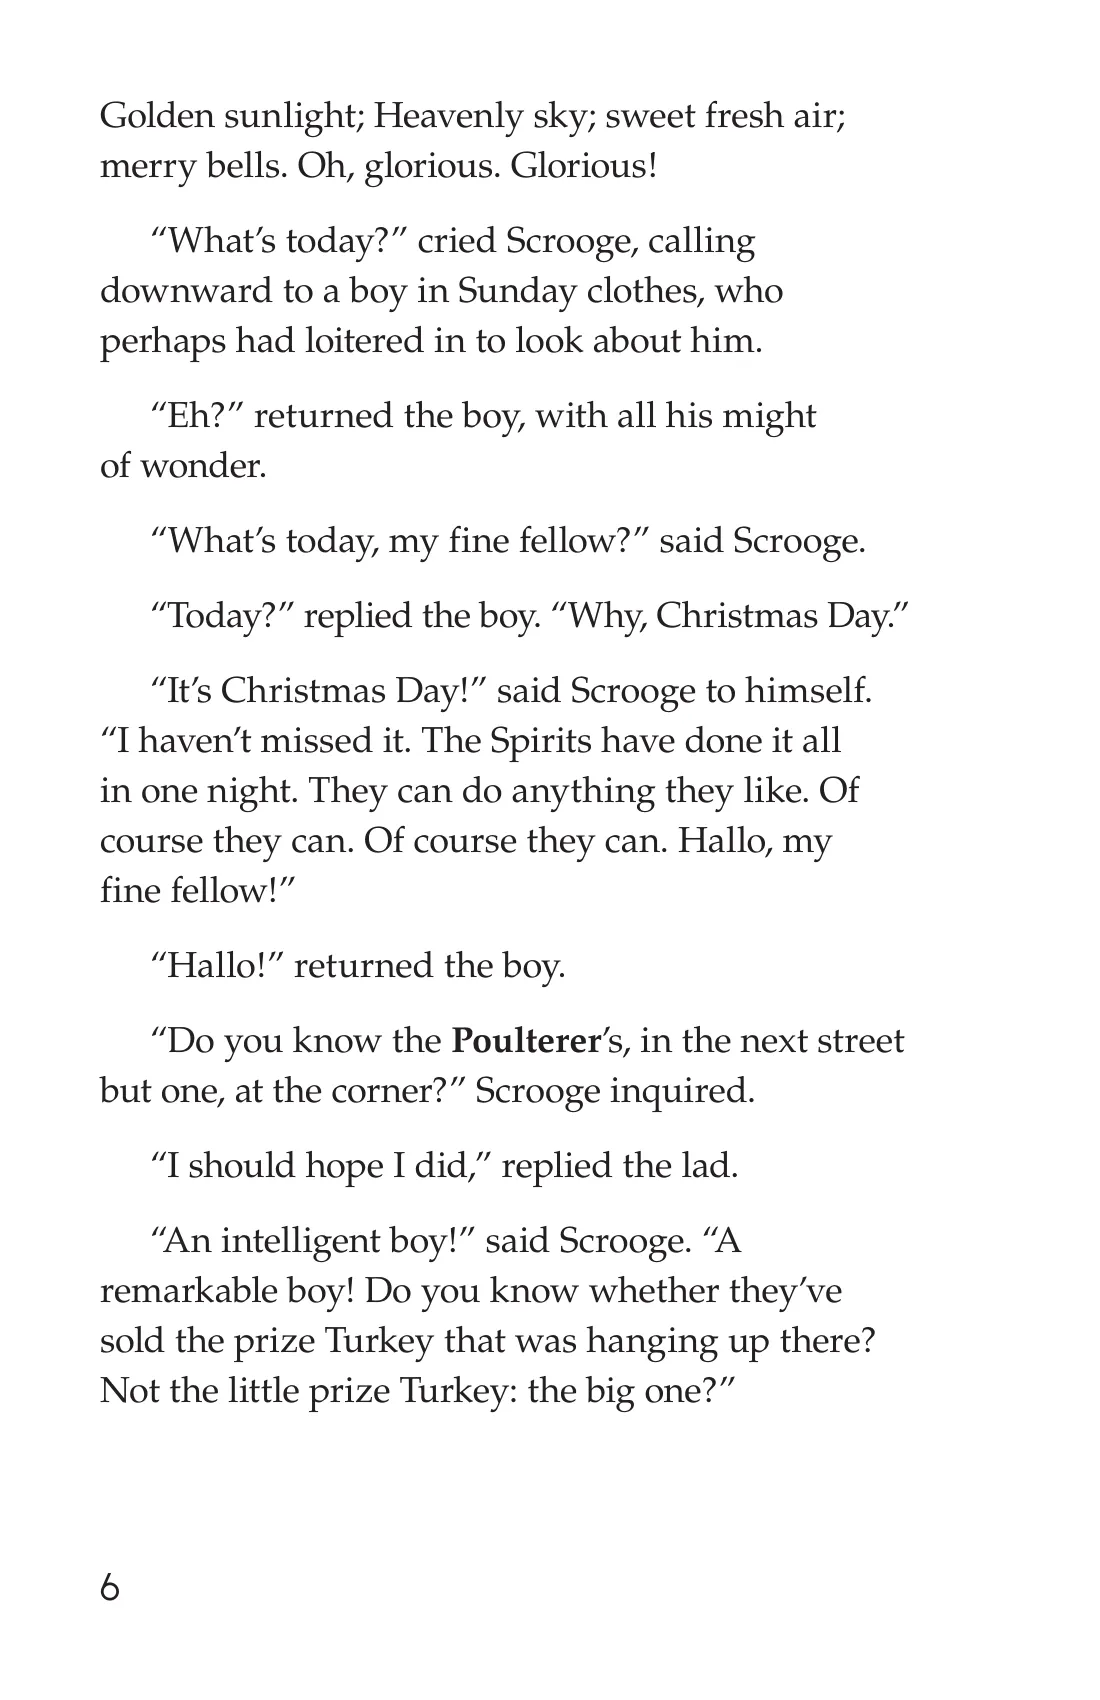 Golden sunlight; Heavenly sky; sweet fresh air;
merry bells. Oh, glorious. Glorious!
“What’s today?” cried Scrooge, calling
downward to a boy in Sunday clothes, who
perhaps had loitered in to look about him.
“Eh?” returned the boy, with all his might
of wonder.
“What’s today, my fine fellow?” said Scrooge.
“Today?” replied the boy. “Why, Christmas Day.”
“It’s Christmas Day!” said Scrooge to himself.
“I haven’t missed it. The Spirits have done it all
in one night. They can do anything they like. Of
course they can. Of course they can. Hallo, my
fine fellow!”
“Hallo!” returned the boy.
“Do you know the Poulterer’s, in the next street
but one, at the corner?” Scrooge inquired.
“I should hope I did,” replied the lad.
“An intelligent boy!” said Scrooge. “A
remarkable boy! Do you know whether they’ve
sold the prize Turkey that was hanging up there?
Not the little prize Turkey: the big one?”
6